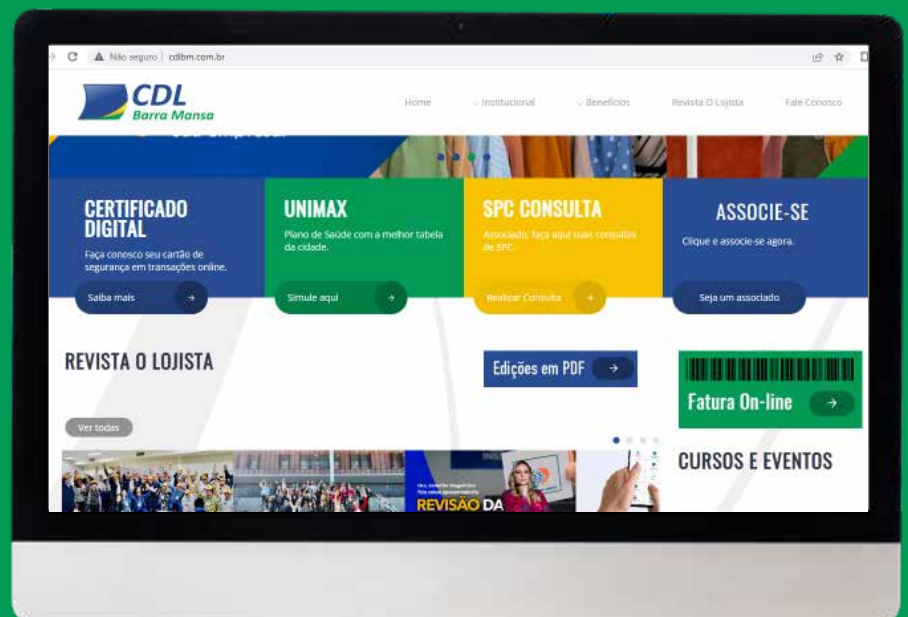 Não seguro | cdlbm.com.br
CDL
Barra Mansa
Home
Institucional
Benefícios
Revista O Lojista
Fale Conosco
CERTIFICADO
DIGITAL
Faça conosco seu cartão de
segurança em transações online.
Saiba mais
UNIMAX
Plano de Saúde com a melhor tabela
da cidade.
Simule aqui
SPC CONSULTA
Associado, faça aqui suas consultas
de SPC.
Realizar Consulta
ASSOCIE-SE
Clique e associe-se agora.
Seja um associado
REVISTA O LOJISTA
Edições em PDF
Fatura On-line
Ver todas
CURSOS E EVENTOS
REVISÃO DA